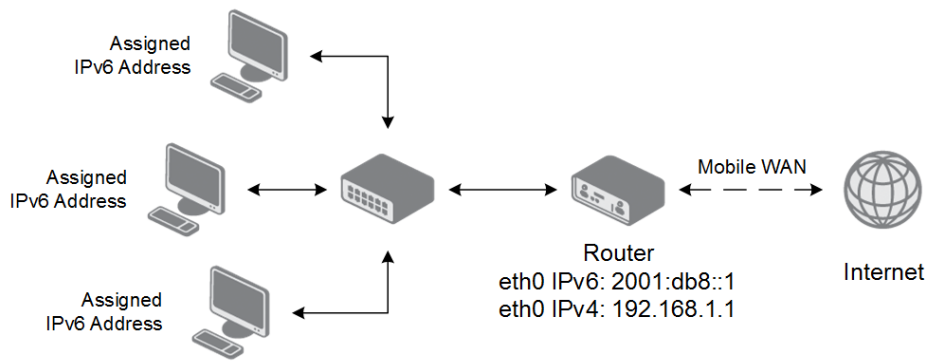 Assigned
IPv6 Address
Assigned
IPv6 Address
Assigned
IPv6 Address
Mobile WAN
Router
eth0 IPv6: 2001:db8::1
eth0 IPv4: 192.168.1.1
Internet